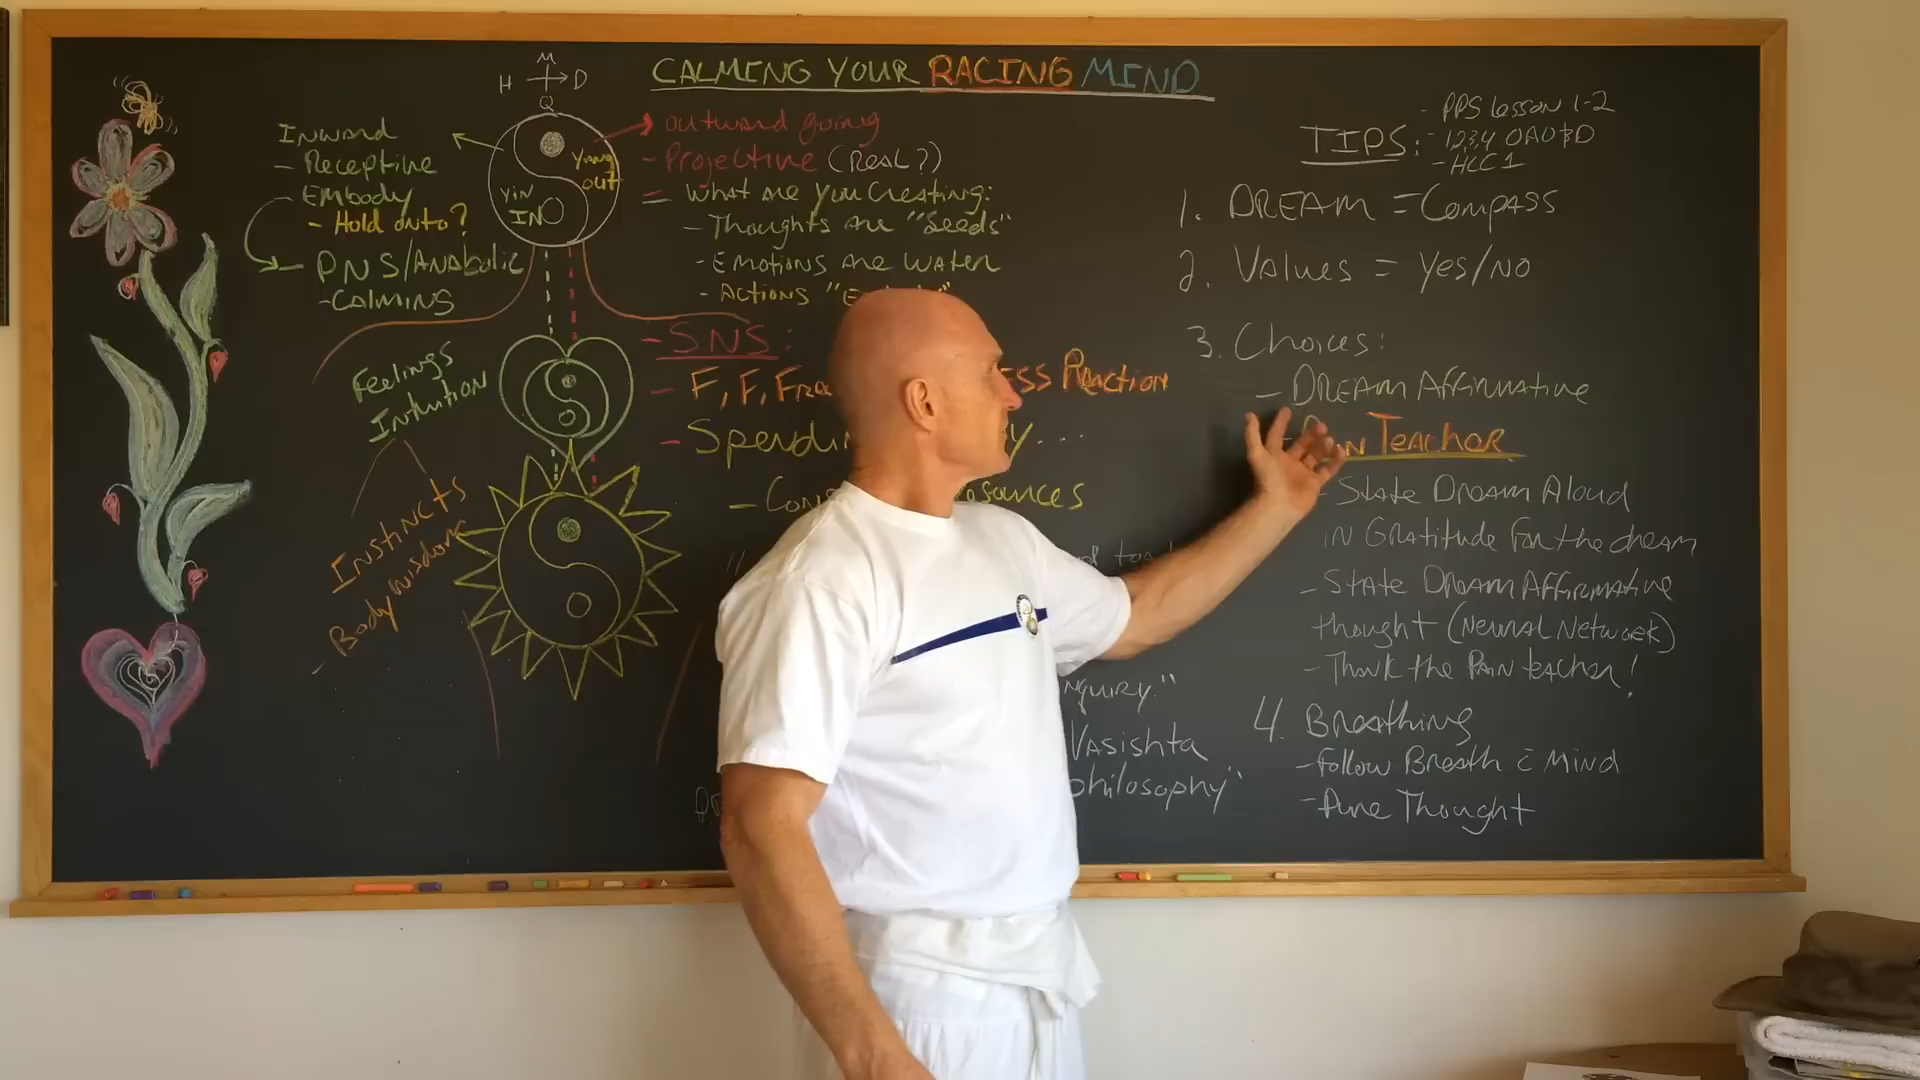 CALMING YOUR RACING MIND
M
H D
Q
Inward
- Receptive
- Embody
- Hold onto?
- PNS/Anabolic
- Calming
Yang
out
Yin
IN
Feelings
Intuition
Instincts
Body wisdom
outward going
- Projective (Real?)
= What are you creating:
- Thoughts are "Seeds"
- Emotions are water
- Actions
- SNS:
- F, F, Reaction
-
-
nquiry."
Vasishta
philosophy"
TIPS:
- PPS Lesson 1-2
- 1,2,3,4 OAO & D
- HCC 1
1. DREAM = Compass
2. Values = Yes/No
3. Choices:
- DREAM Affirmative
Teacher
- State Dream Aloud
in Gratitude for the dream
- State Dream Affirmative
thought (Neural Network)
- Thank the Pain teacher!
4. Breathing
- Follow Breath c̄ Mind
- Pure Thought